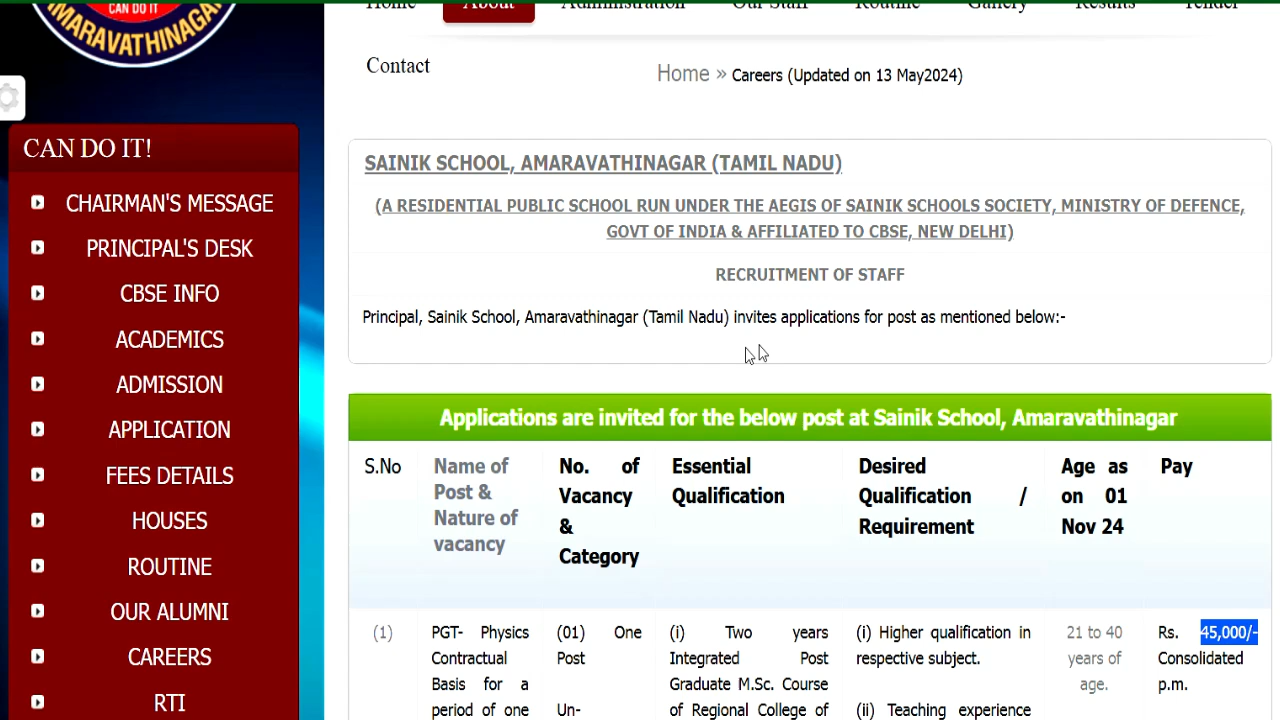 CAN DO IT
AMARAVATHINAGAR
Home About Administration Our Staff Routine Gallery Results Tender
Contact
Home » Careers (Updated on 13 May2024)
CAN DO IT!
CHAIRMAN'S MESSAGE
PRINCIPAL'S DESK
CBSE INFO
ACADEMICS
ADMISSION
APPLICATION
FEES DETAILS
HOUSES
ROUTINE
OUR ALUMNI
CAREERS
RTI
SAINIK SCHOOL, AMARAVATHINAGAR (TAMIL NADU)
(A RESIDENTIAL PUBLIC SCHOOL RUN UNDER THE AEGIS OF SAINIK SCHOOLS SOCIETY, MINISTRY OF DEFENCE,
GOVT OF INDIA & AFFILIATED TO CBSE, NEW DELHI)
RECRUITMENT OF STAFF
Principal, Sainik School, Amaravathinagar (Tamil Nadu) invites applications for post as mentioned below:-
Applications are invited for the below post at Sainik School, Amaravathinagar
S.No
Name of
Post &
Nature of
vacancy
No. of
Vacancy
&
Category
Essential
Qualification
Desired
Qualification /
Requirement
Age as
on 01
Nov 24
Pay
(1)
PGT- Physics
Contractual
Basis for a
period of one
(01) One
Post
Un-
(i) Two years
Integrated Post
Graduate M.Sc. Course
of Regional College of
(i) Higher qualification in
respective subject.
(ii) Teaching experience
21 to 40
years of
age.
Rs. 45,000/-
Consolidated
p.m.